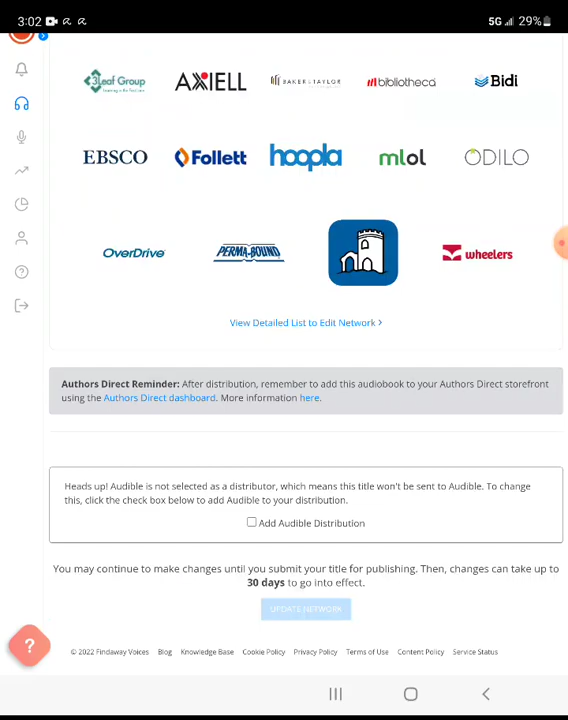 3:02
5G 29%
3Leaf Group
AXIELL BAKER & TAYLOR bibliotheca Bidi
EBSCO Follett hoopla mlol ODILO
OverDrive PERMA-BOUND wheelers
View Detailed List to Edit Network >
Authors Direct Reminder: After distribution, remember to add this audiobook to your Authors Direct storefront
using the Authors Direct dashboard. More information here.
Heads up! Audible is not selected as a distributor, which means this title won't be sent to Audible. To change
this, click the check box below to add Audible to your distribution.
Add Audible Distribution
You may continue to make changes until you submit your title for publishing. Then, changes can take up to
30 days to go into effect.
UPDATE NETWORK
?
© 2022 Findaway Voices Blog Knowledge Base Cookie Policy Privacy Policy Terms of Use Content Policy Service Status